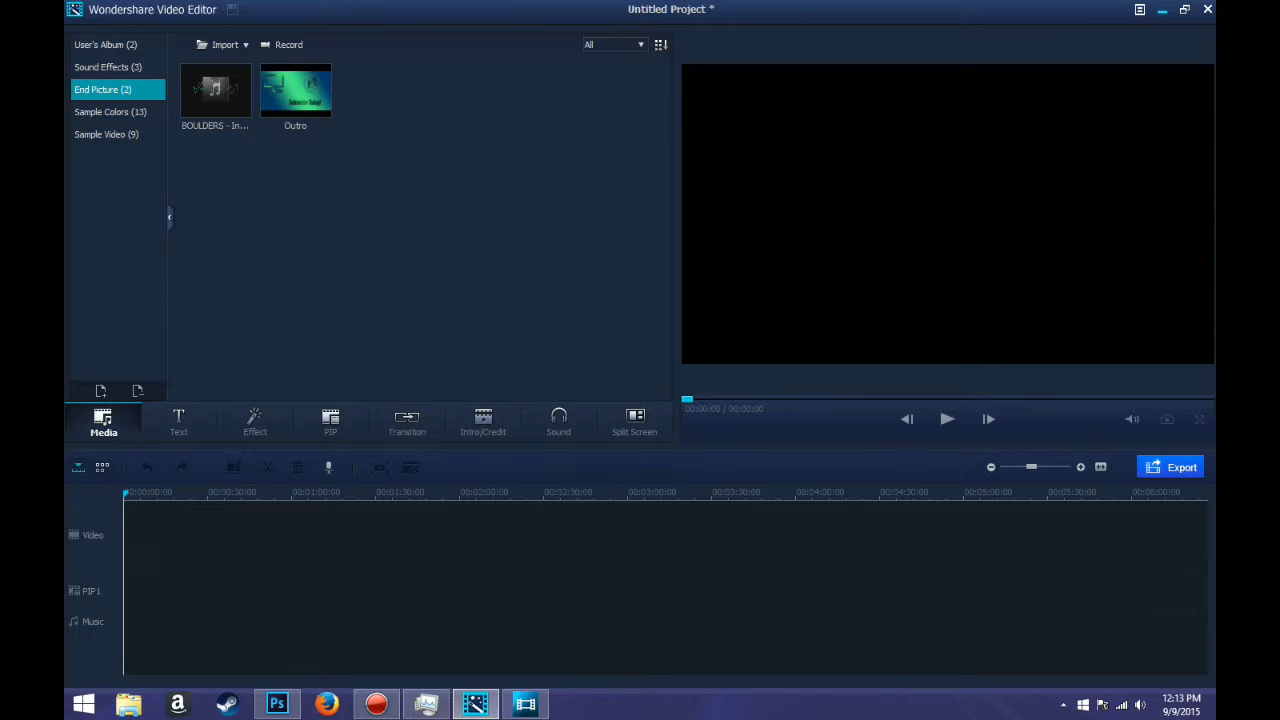 Wondershare Video Editor
Untitled Project *
User's Album (2)
Sound Effects (3)
End Picture (2)
Sample Colors (13)
Sample Video (9)
Import
Record
All
BOULDERS - In...
Outro
00:00:00 / 00:00:00
Media
Text
Effect
PIP
Transition
Intro/Credit
Sound
Split Screen
Export
00:00:00:00
00:00:30:00
00:01:00:00
00:01:30:00
00:02:00:00
00:02:30:00
00:03:00:00
00:03:30:00
00:04:00:00
00:04:30:00
00:05:00:00
00:05:30:00
00:06:00:00
Video
PIP1
Music
Ps
12:13 PM
9/9/2015